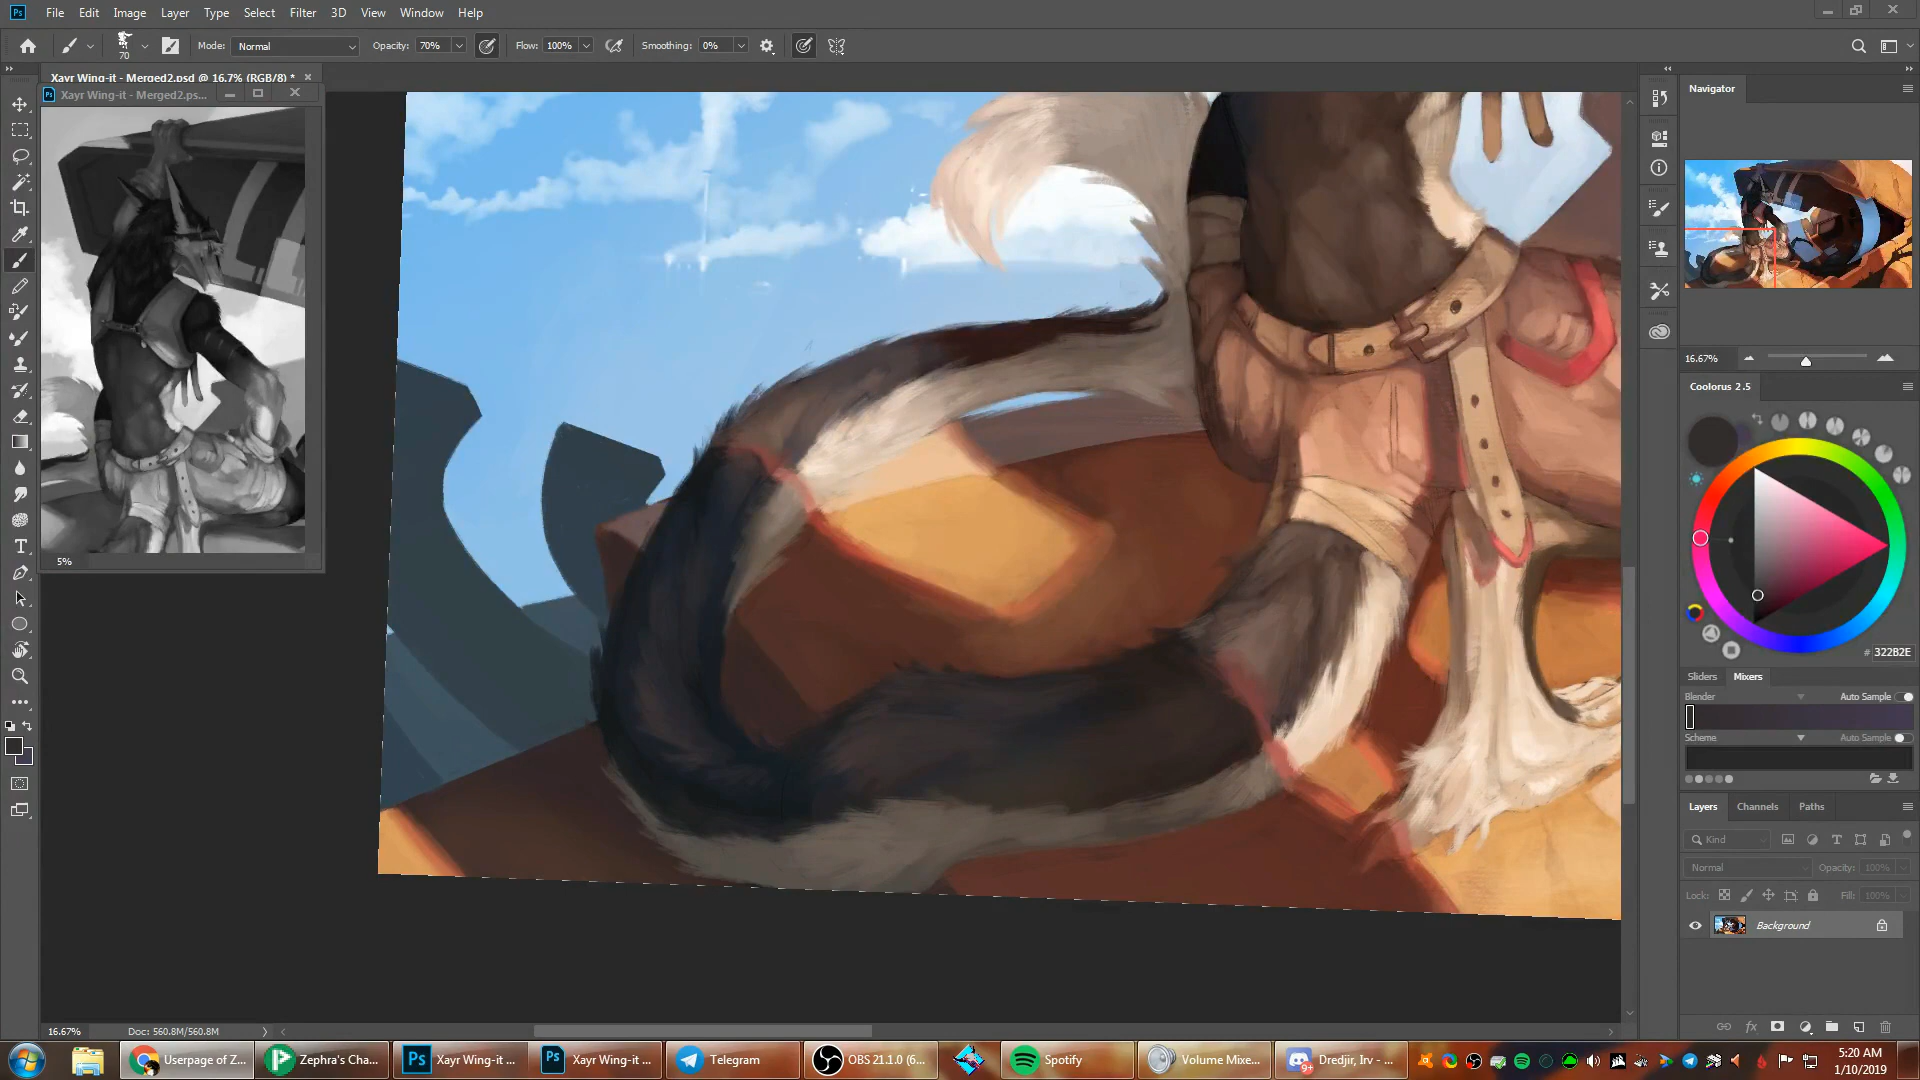 Ps File Edit Image Layer Type Select Filter 3D View Window Help
70 Mode: Normal Opacity: 70% Flow: 100% Smoothing: 0%
Xayr Wing-it - Merged2.psd @ 16.7% (RGB/8) *
Xayr Wing-it - Merged2.ps...
5%
Navigator
16.67%
Coolorus 2.5
# 322B2E
Sliders Mixers
Blender Auto Sample
Scheme Auto Sample
Layers Channels Paths
Kind
Normal Opacity: 100%
Lock: Fill: 100%
Background
16.67% Doc: 560.8M/560.8M
Userpage of Z... Zephra's Cha... Xayr Wing-it ... Xayr Wing-it ... Telegram OBS 21.1.0 (6... Spotify Volume Mixe... Dredjir, Irv - ...
5:20 AM
1/10/2019